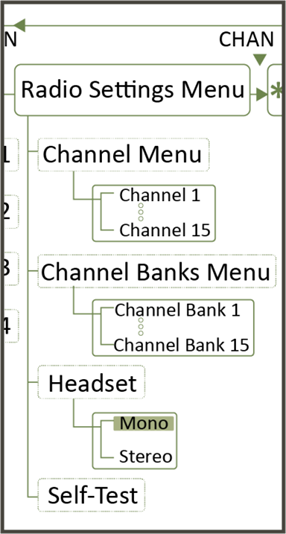 N
CHAN
Radio Settings Menu
*
1
Channel Menu
Channel 1
2
Channel 15
3
Channel Banks Menu
Channel Bank 1
4
Channel Bank 15
Headset
Mono
Stereo
Self-Test